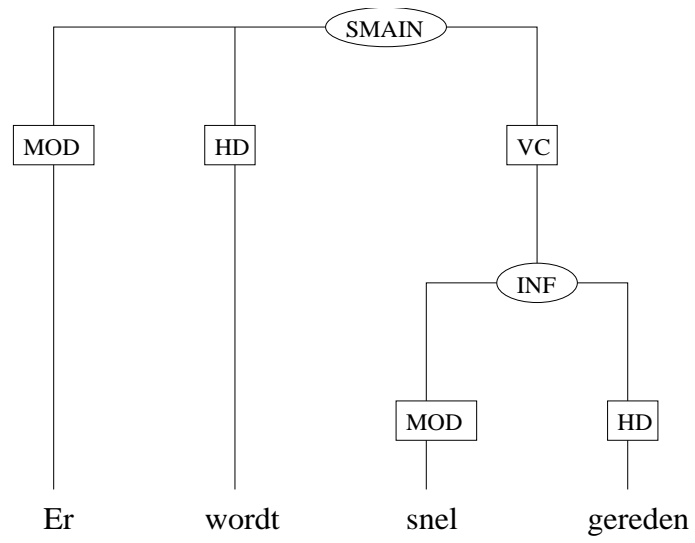 SMAIN
MOD HD VC
INF
MOD HD
Er wordt snel gereden